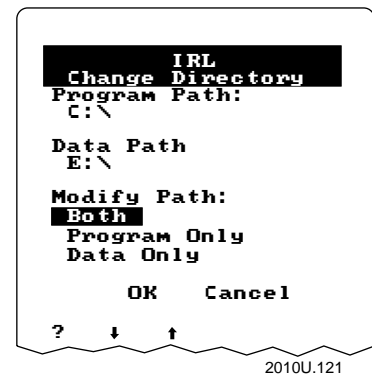 IRL
Change Directory
Program Path:
C:\
Data Path
E:\
Modify Path:
Both
Program Only
Data Only
OK Cancel
? ↓ ↑
2010U.121